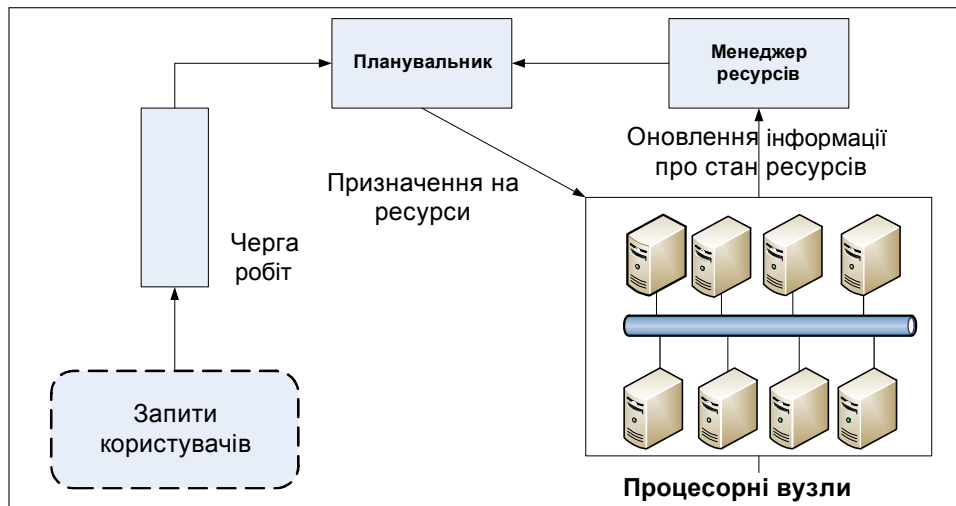 Планувальник
Менеджер
ресурсів
Оновлення інформації
про стан ресурсів
Призначення на
ресурси
Черга
робіт
Запити
користувачів
Процесорні вузли